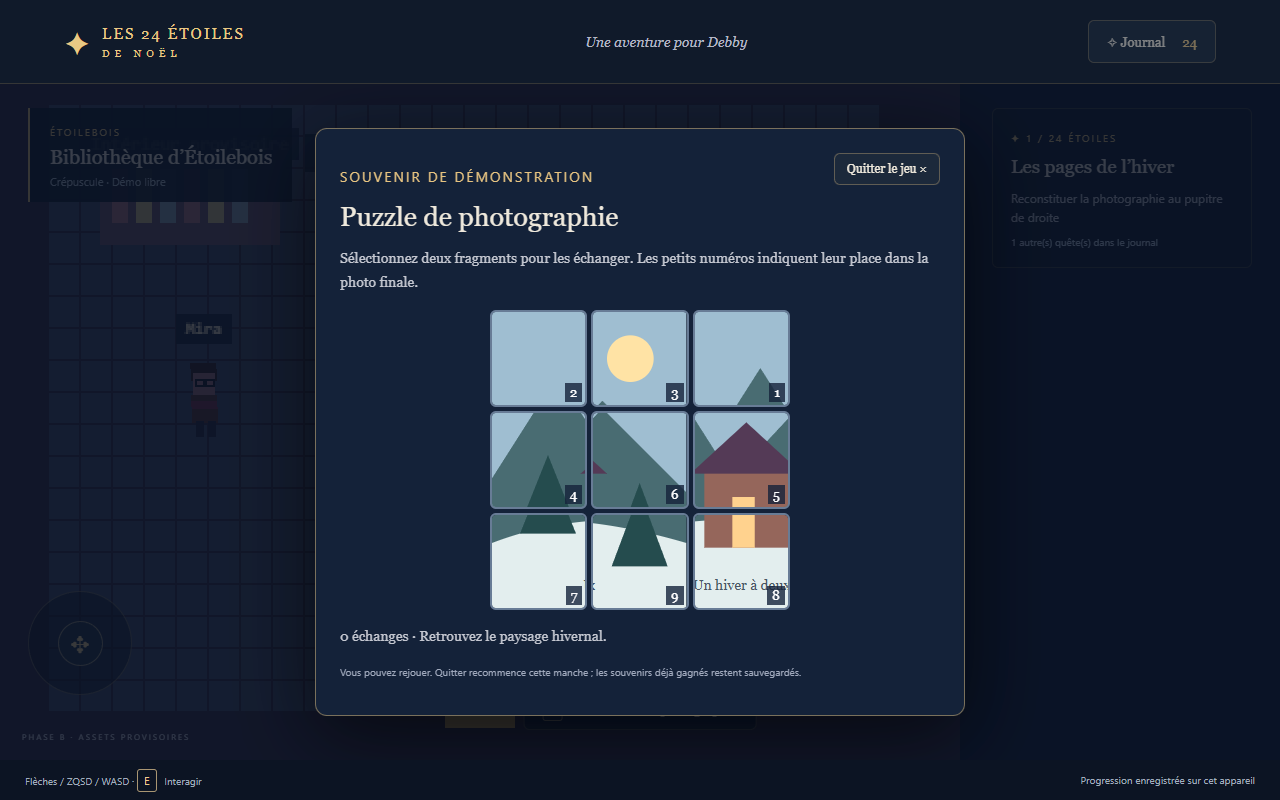 LES 24 ÉTOILES
DE NOËL
Une aventure pour Debby
✧ Journal 24
ÉTOILEBOIS
Bibliothèque d’Étoilebois
Crépuscule · Démo libre
✦ 1 / 24 ÉTOILES
Les pages de l’hiver
Reconstituer la photographie au pupitre
de droite
1 autre(s) quête(s) dans le journal
SOUVENIR DE DÉMONSTRATION
Quitter le jeu ×
Puzzle de photographie
Sélectionnez deux fragments pour les échanger. Les petits numéros indiquent leur place dans la
photo finale.
Mira
2 3 1
4 6 5
7 9 8
x
Un hiver à deux
0 échanges · Retrouvez le paysage hivernal.
Vous pouvez rejouer. Quitter recommence cette manche ; les souvenirs déjà gagnés restent sauvegardés.
PHASE 8 · ASSETS PROVISOIRES
Flèches / ZQSD / WASD · E Interagir
Progression enregistrée sur cet appareil